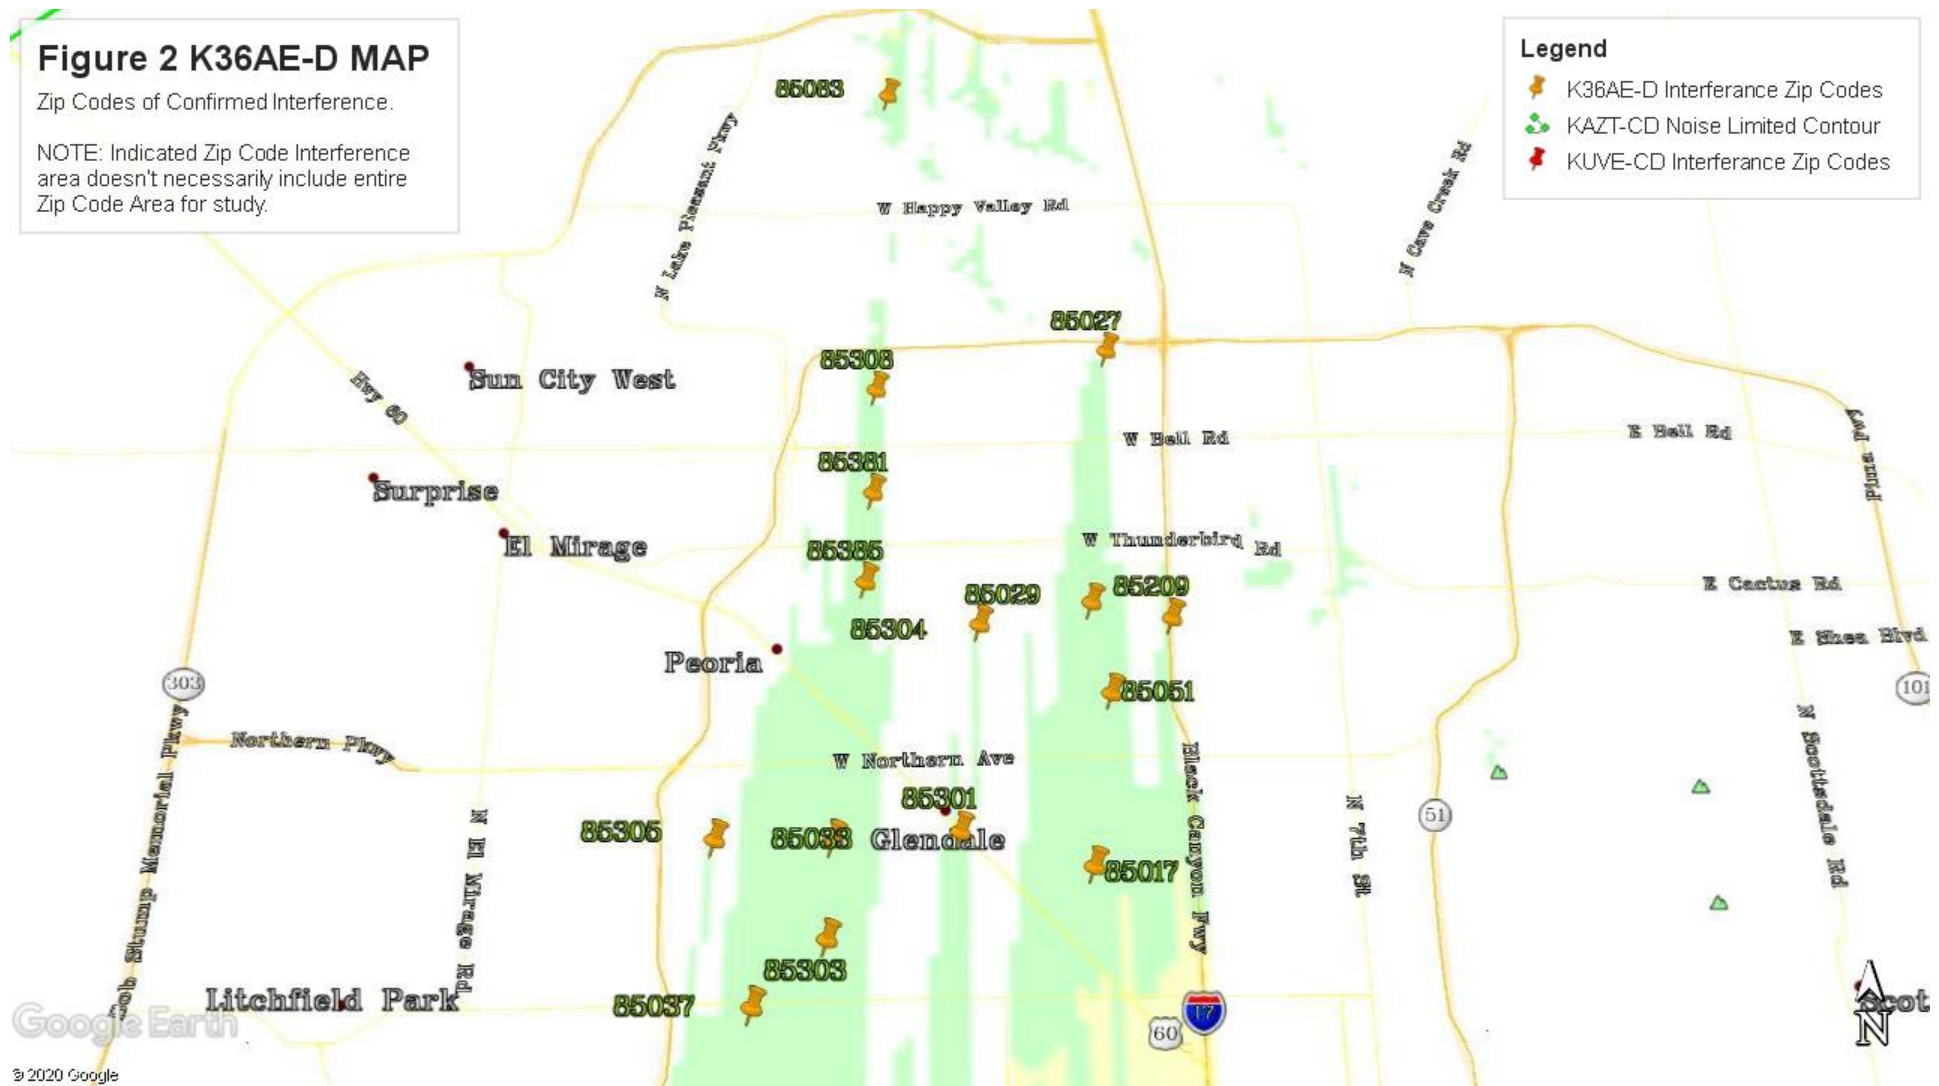 Figure 2 K36AE-D MAP
Zip Codes of Confirmed Interference.
NOTE: Indicated Zip Code Interference
area doesn't necessarily include entire
Zip Code Area for study.
Legend
K36AE-D Interferance Zip Codes
KAZT-CD Noise Limited Contour
KUVE-CD Interferance Zip Codes
85083
N Lake Pleasant Pkwy
N Cave Creek Rd
W Happy Valley Rd
85027
85308
Sun City West
Hwy 60
W Bell Rd
E Bell Rd
Pima Fwy
85381
Surprise
El Mirage
85385
W Thunderbird Rd
85029
85209
E Cactus Rd
85304
E Shea Blvd
Peoria
303
85051
101
Northern Pkwy
W Northern Ave
N Scottsdale Rd
Bob Stump Memorial Pkwy
N El Mirage Rd
Black Canyon Fwy
N 7th St
51
85301
85305
85033
Glendale
85017
85303
85037
Litchfield Park
Scot
17
60
N
Google Earth
© 2020 Google